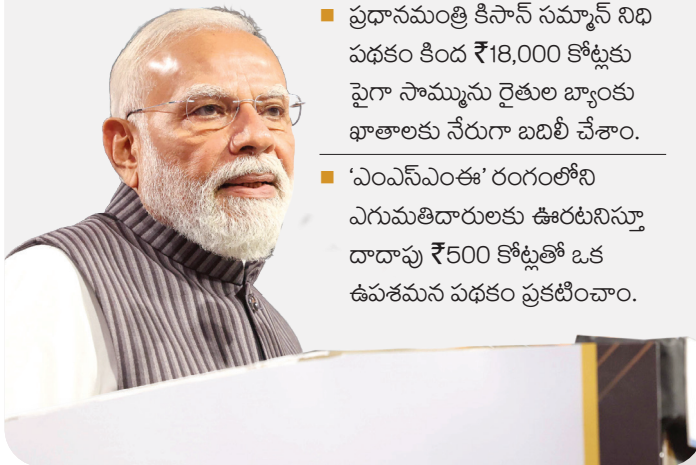 ప్రధానమంత్రి కిసాన్ సమ్మాన్ నిధి
పథకం కింద ₹18,000 కోట్లకు
పైగా సొమ్మును రైతుల బ్యాంకు
ఖాతాలకు నేరుగా బదిలీ చేశాం.
‘ఎంఎస్ఎంఈ’ రంగంలోని
ఎగుమతిదారులకు ఊరటనిస్తూ
దాదాపు ₹500 కోట్లతో ఒక
ఉపశమన పథకం ప్రకటించాం.